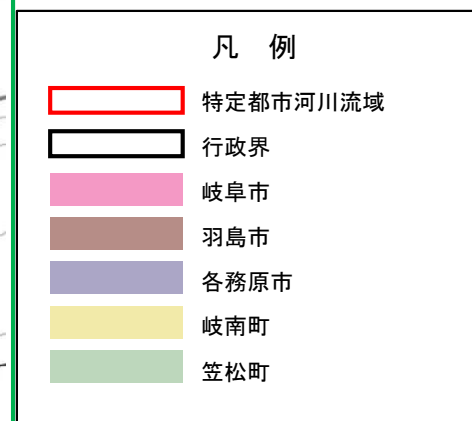 凡 例
特定都市河川流域
行政界
岐阜市
羽島市
各務原市
岐南町
笠松町